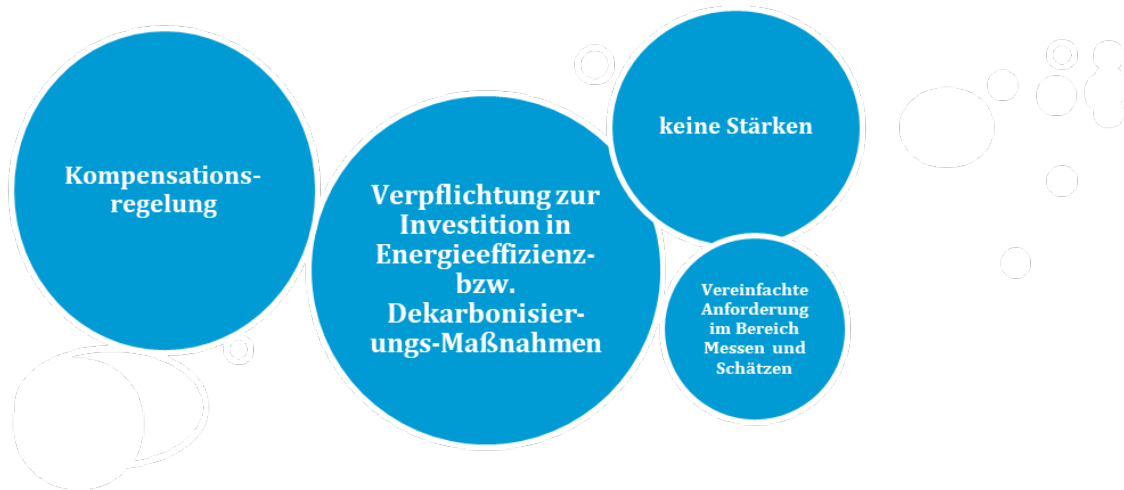 Kompensations-
regelung
Verpflichtung zur
Investition in
Energieeffizienz-
bzw.
Dekarbonisier-
ungs-Maßnahmen
keine Stärken
Vereinfachte
Anforderung
im Bereich
Messen und
Schätzen